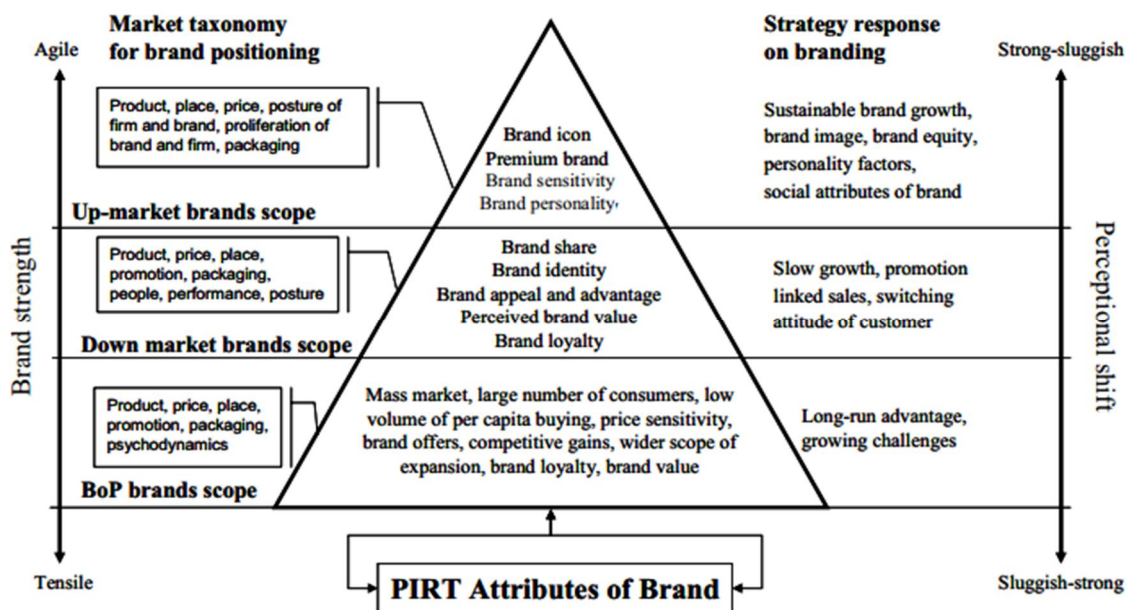 Market taxonomy
for brand positioning
Strategy response
on branding
Agile
Strong-sluggish
Product, place, price, posture of
firm and brand, proliferation of
brand and firm, packaging
Brand icon
Premium brand
Brand sensitivity
Brand personality
Sustainable brand growth,
brand image, brand equity,
personality factors,
social attributes of brand
Up-market brands scope
Product, price, place,
promotion, packaging,
people, performance, posture
Brand share
Brand identity
Brand appeal and advantage
Perceived brand value
Brand loyalty
Slow growth, promotion
linked sales, switching
attitude of customer
Down market brands scope
Product, price, place,
promotion, packaging,
psychodynamics
Mass market, large number of consumers, low
volume of per capita buying, price sensitivity,
brand offers, competitive gains, wider scope of
expansion, brand loyalty, brand value
Long-run advantage,
growing challenges
BoP brands scope
Brand strength
Perceptional shift
Tensile
PIRT Attributes of Brand
Sluggish-strong